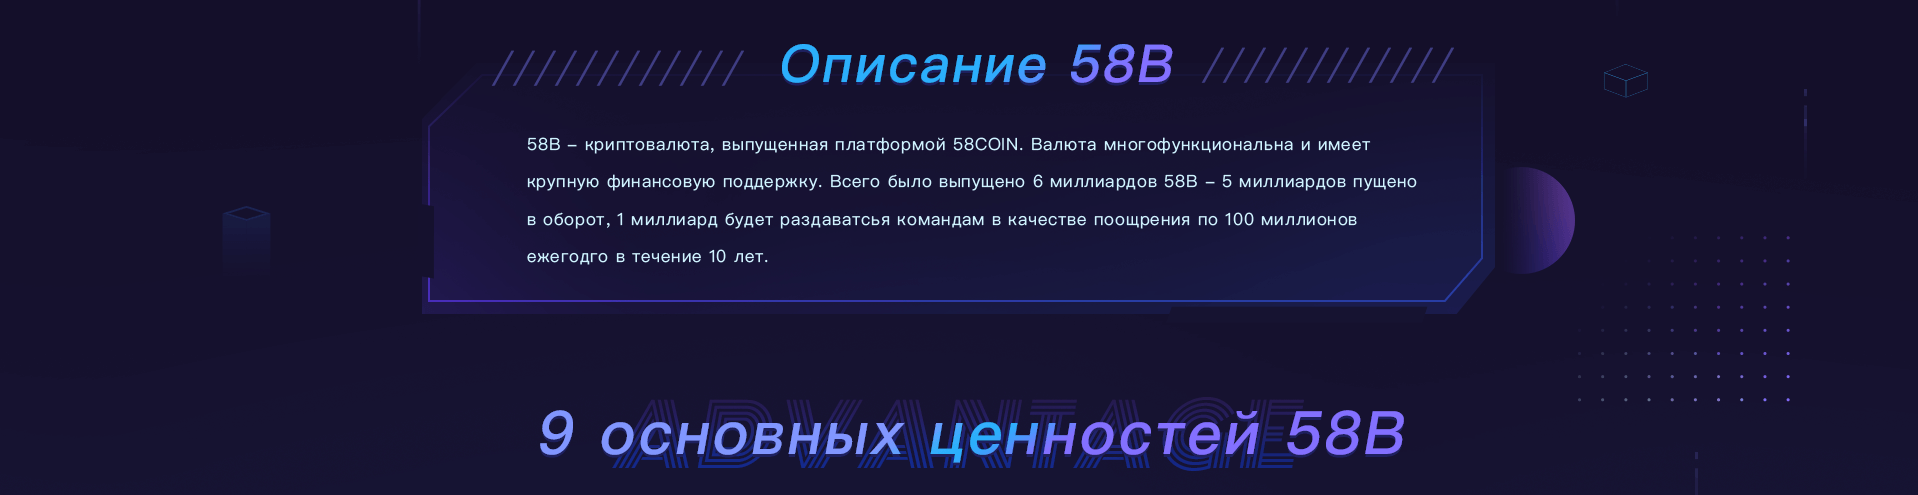 Описание 58B
58B – криптовалюта, выпущенная платформой 58COIN. Валюта многофункциональна и имеет
крупную финансовую поддержку. Всего было выпущено 6 миллиардов 58B – 5 миллиардов пущено
в оборот, 1 миллиард будет раздаватсья командам в качестве поощрения по 100 миллионов
ежегодго в течение 10 лет.
ADVANTAGE
9 основных ценностей 58B